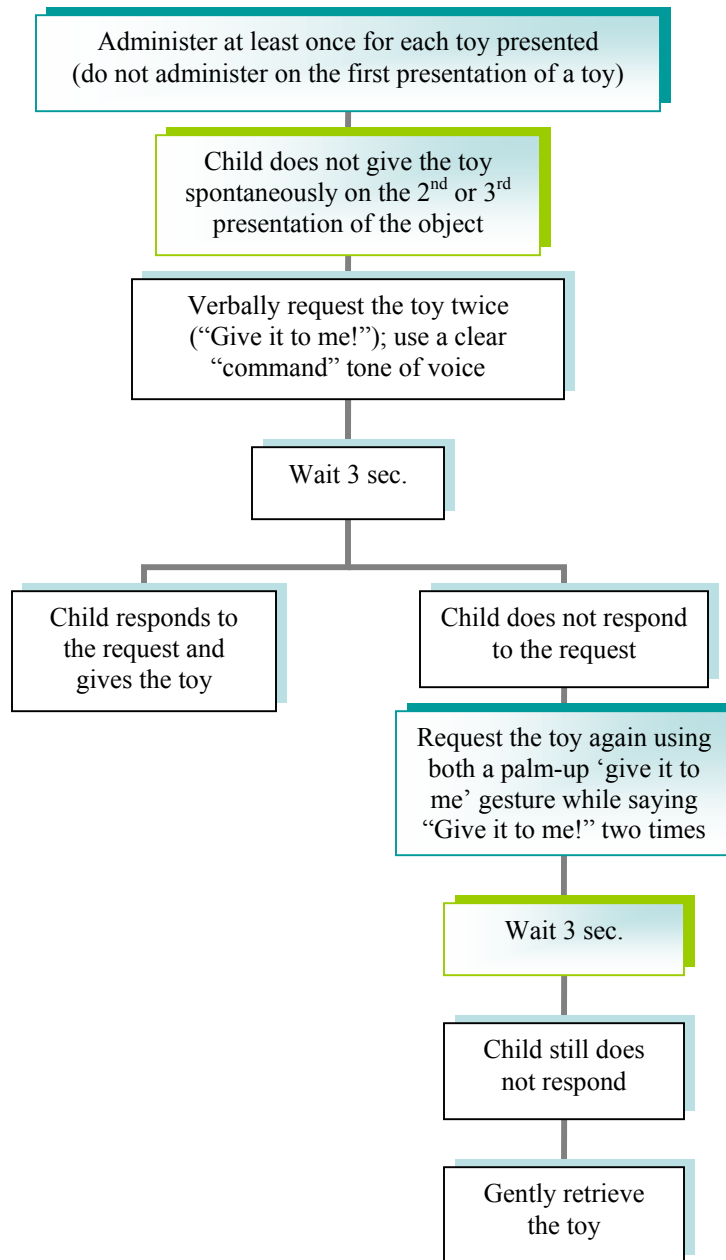 Administer at least once for each toy presented
(do not administer on the first presentation of a toy)
Child does not give the toy
spontaneously on the 2nd or 3rd
presentation of the object
Verbally request the toy twice
(“Give it to me!”); use a clear
“command” tone of voice
Wait 3 sec.
Child responds to
the request and
gives the toy
Child does not respond
to the request
Request the toy again using
both a palm-up ‘give it to
me’ gesture while saying
“Give it to me!” two times
Wait 3 sec.
Child still does
not respond
Gently retrieve
the toy